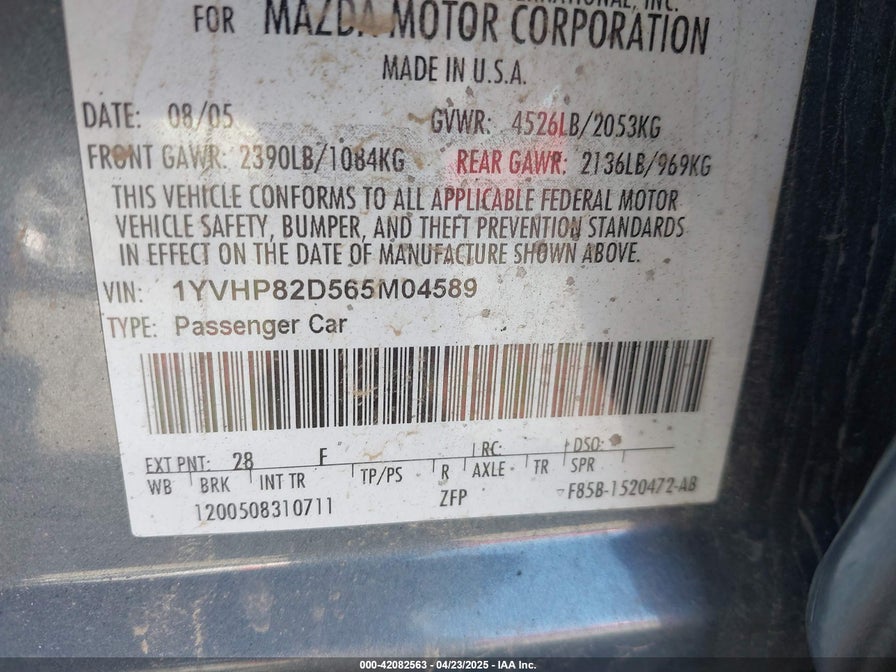 INTERNATIONAL, INC.
FOR MAZDA MOTOR CORPORATION
MADE IN U.S.A.
DATE: 08/05 GVWR: 4526LB/2053KG
FRONT GAWR: 2390LB/1084KG REAR GAWR: 2136LB/969KG
THIS VEHICLE CONFORMS TO ALL APPLICABLE FEDERAL MOTOR
VEHICLE SAFETY, BUMPER, AND THEFT PREVENTION STANDARDS
IN EFFECT ON THE DATE OF MANUFACTURE SHOWN ABOVE.
VIN: 1YVHP82D565M04589
TYPE: Passenger Car
EXT PNT: 28 F RC: DSO:
WB BRK INT TR TP/PS R AXLE TR SPR
1200508310711 ZFP F85B-1520472-AB
000-42082563 - 04/23/2025 - IAA Inc.